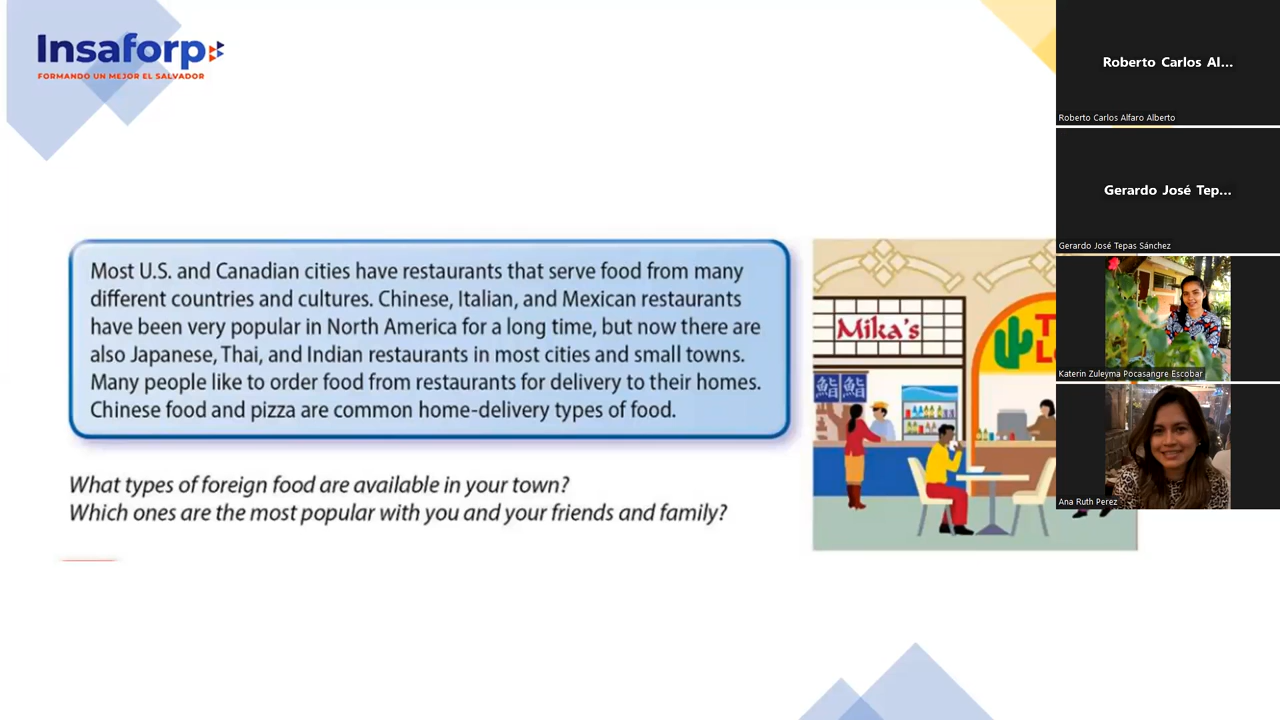 Insaforp
FORMANDO UN MEJOR EL SALVADOR
Most U.S. and Canadian cities have restaurants that serve food from many
different countries and cultures. Chinese, Italian, and Mexican restaurants
have been very popular in North America for a long time, but now there are
also Japanese, Thai, and Indian restaurants in most cities and small towns.
Many people like to order food from restaurants for delivery to their homes.
Chinese food and pizza are common home-delivery types of food.
What types of foreign food are available in your town?
Which ones are the most popular with you and your friends and family?
Mika's
鮨 鮨
Roberto Carlos Al...
Roberto Carlos Alfaro Alberto
Gerardo José Tep...
Gerardo José Tepas Sánchez
Katerin Zuleyma Pocasangre Escobar
Ana Ruth Perez